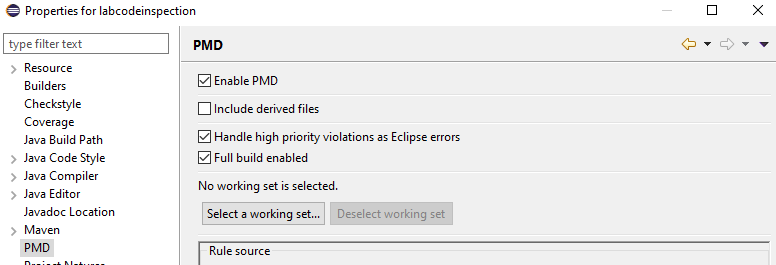 Properties for labcodeinspection
type filter text
Resource
Builders
Checkstyle
Coverage
Java Build Path
Java Code Style
Java Compiler
Java Editor
Javadoc Location
Maven
PMD
Project Natures
PMD
Enable PMD
Include derived files
Handle high priority violations as Eclipse errors
Full build enabled
No working set is selected.
Select a working set... Deselect working set
Rule source